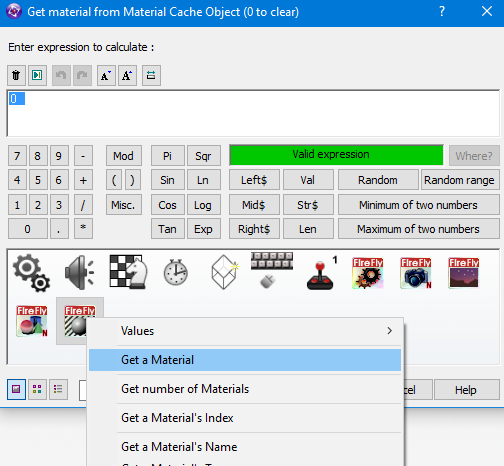 Get material from Material Cache Object (0 to clear) ? ×
Enter expression to calculate :
A A
0
7 8 9 - Mod Pi Sqr Valid expression Where?
4 5 6 + ( ) Sin Ln Left$ Val Random Random range
1 2 3 / Misc. Cos Log Mid$ Str$ Minimum of two numbers
0 . * Tan Exp Right$ Len Maximum of two numbers
1 FireFly FireFly N FireFly
FireFly N FireFly
Values >
Get a Material
Get number of Materials
Get a Material's Index
Get a Material's Name
Help